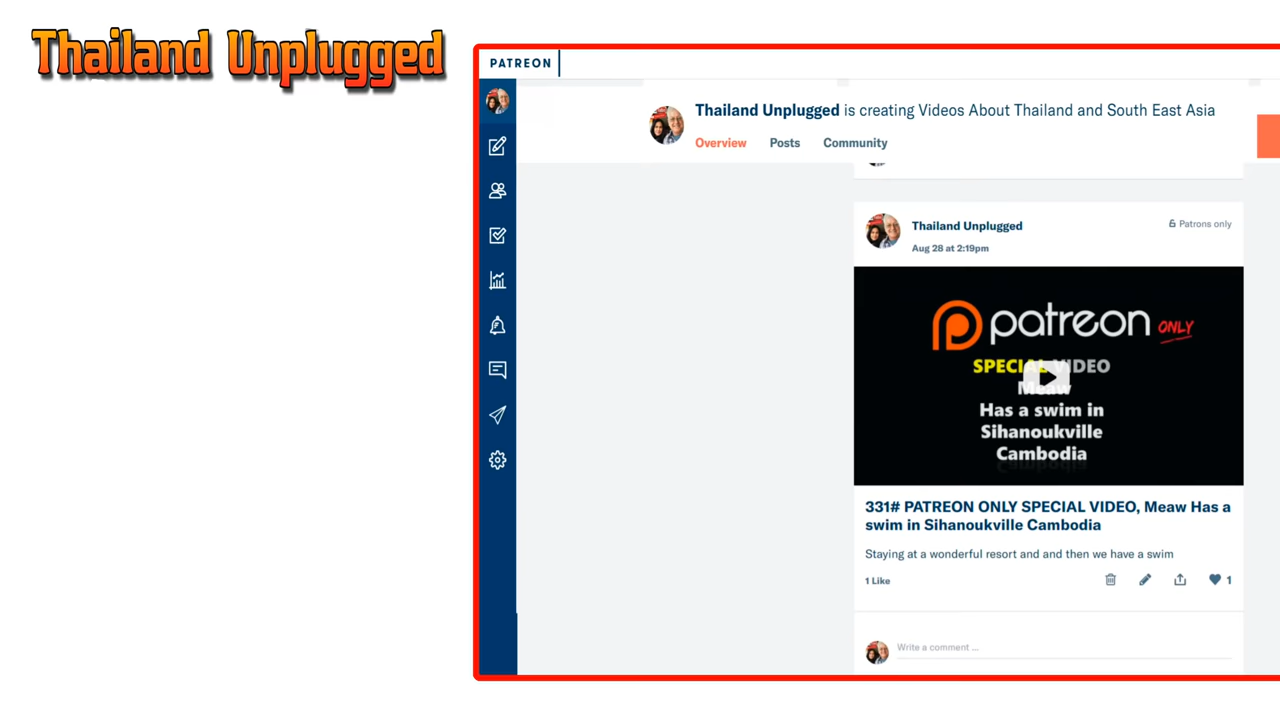 Thailand Unplugged
PATREON
Thailand Unplugged is creating Videos About Thailand and South East Asia
Overview Posts Community
Thailand Unplugged
Patrons only
Aug 28 at 2:19pm
patreon ONLY
SPECIAL VIDEO
Meaw
Has a swim in
Sihanoukville
Cambodia
331# PATREON ONLY SPECIAL VIDEO, Meaw Has a
swim in Sihanoukville Cambodia
Staying at a wonderful resort and and then we have a swim
1 Like
1
Write a comment ...